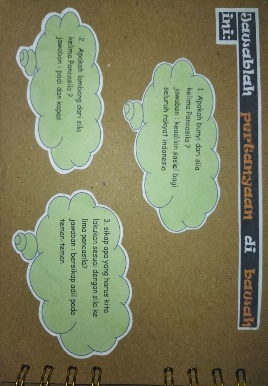 Jawablah pertanyaan di bawah
ini!
1. Apakah bunyi dari sila
kelima Pancasila ?
jawaban : keadilan sosial bagi
seluruh rakyat indonesia
2. Apakah lambang dari sila
kelima Pancasila ?
jawaban : padi dan kapas
3. sikap apa yang harus kita
lakukan sesuai dengan sila ke
lima pancasila?
jawaban : bersikap adil pada
teman-teman